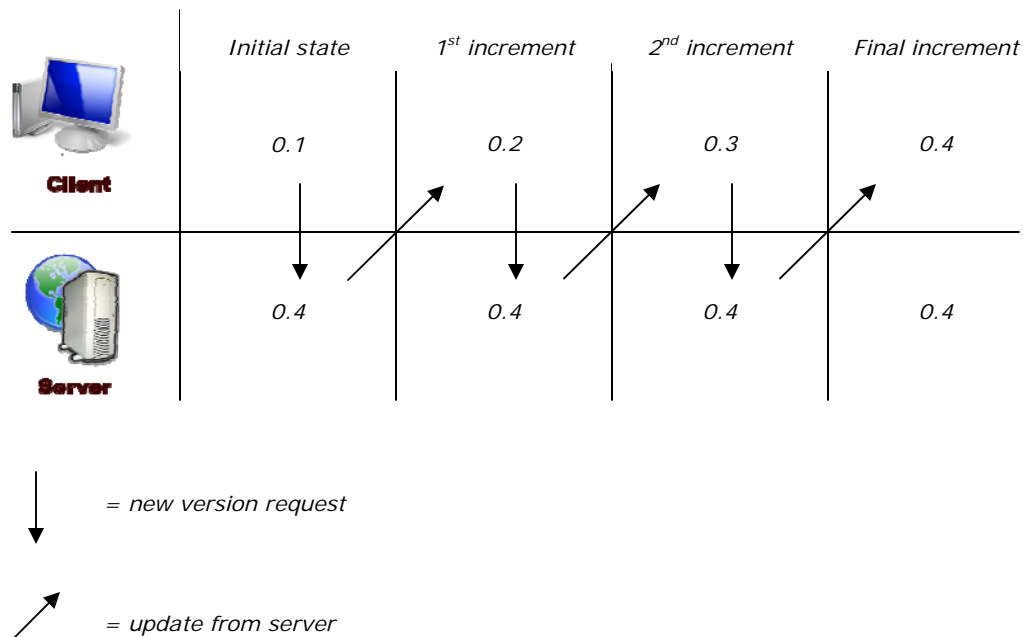 Initial state 1st increment 2nd increment Final increment
0.1 0.2 0.3 0.4
Client
0.4 0.4 0.4 0.4
Server
= new version request
= update from server